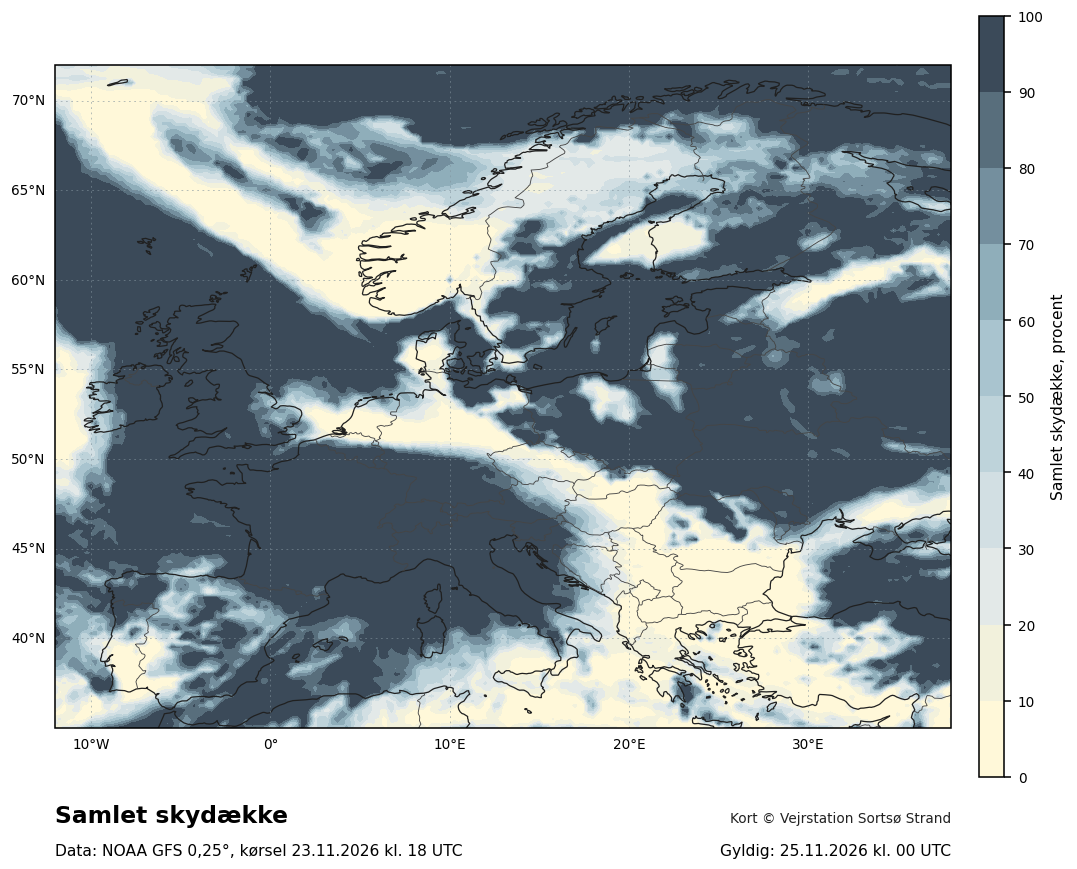 100
90
80
70
60
50
40
30
20
10
0
Samlet skydække, procent
70°N
65°N
60°N
55°N
50°N
45°N
40°N
10°W
0°
10°E
20°E
30°E
Samlet skydække
Kort © Vejrstation Sortsø Strand
Data: NOAA GFS 0,25°, kørsel 23.11.2026 kl. 18 UTC
Gyldig: 25.11.2026 kl. 00 UTC